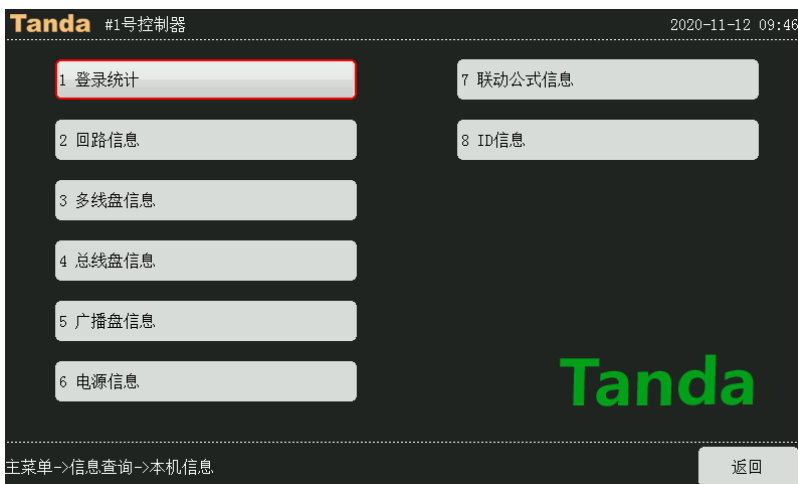 Tanda #1号控制器 2020-11-12 09:46
1 登录统计
2 回路信息
3 多线盘信息
4 总线盘信息
5 广播盘信息
6 电源信息
7 联动公式信息
8 ID信息
Tanda
主菜单->信息查询->本机信息
返回